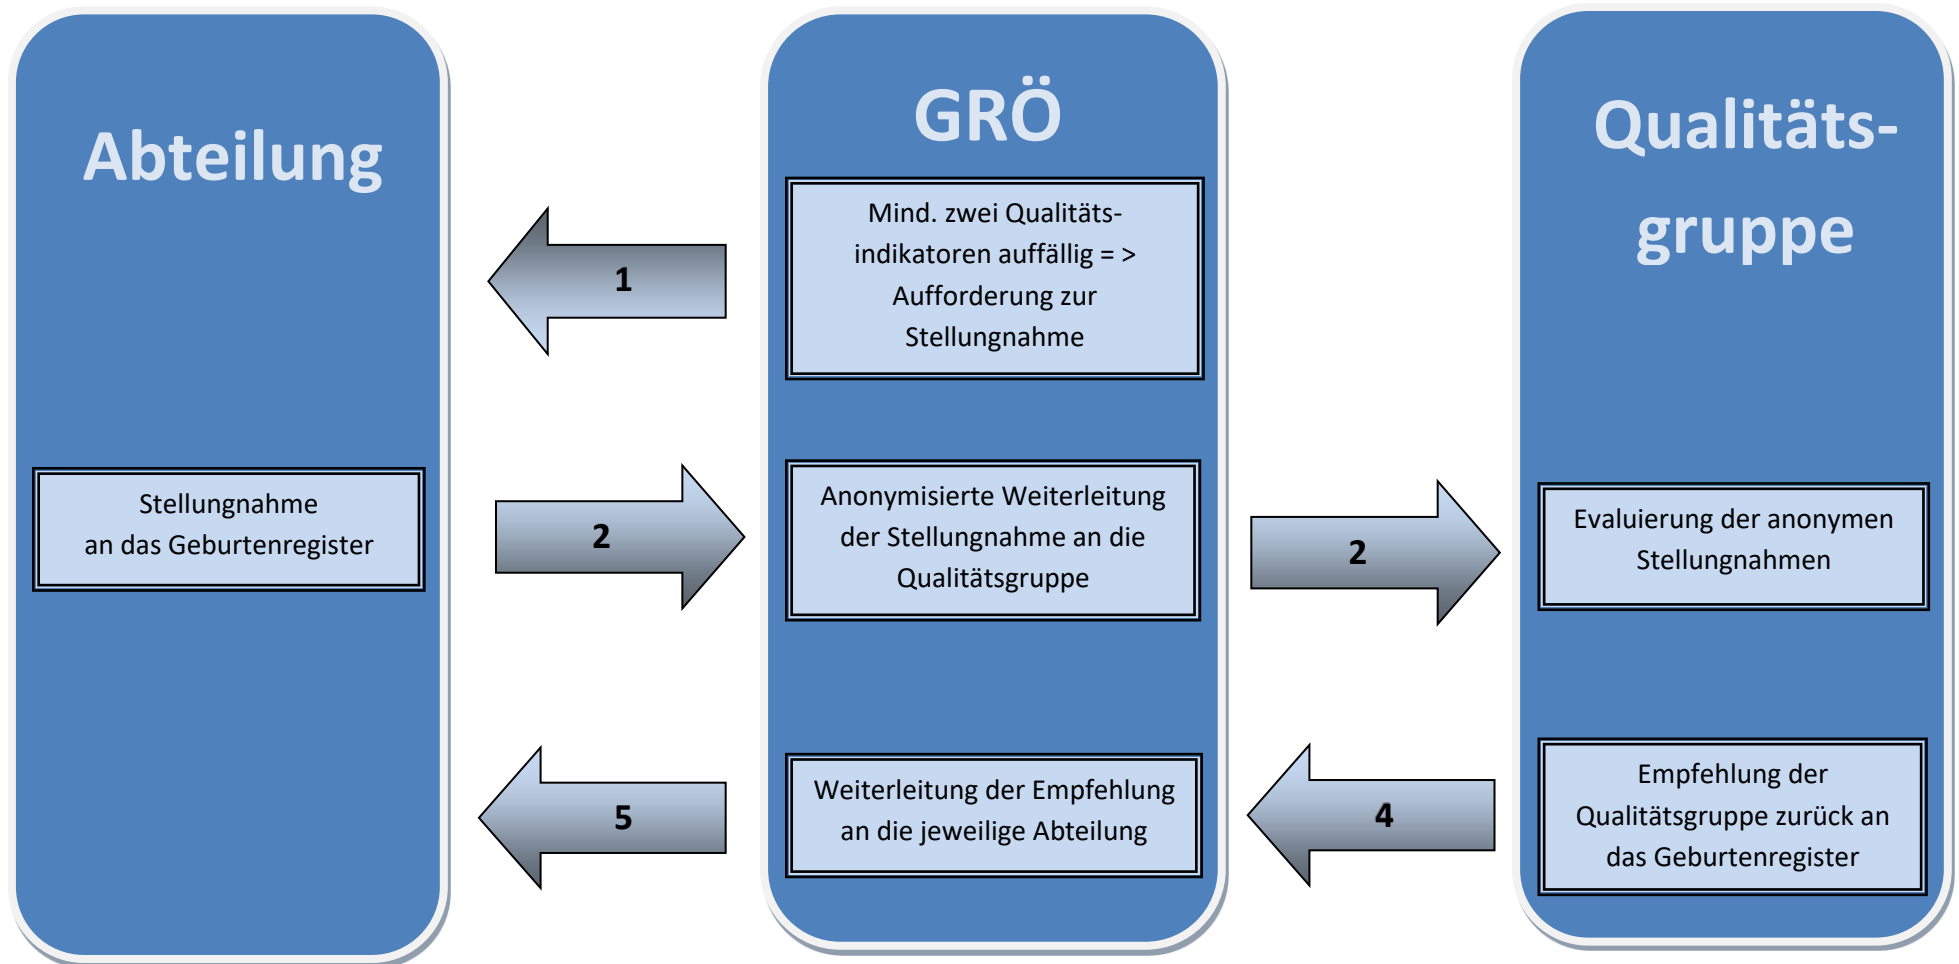 Abteilung
GRÖ
Qualitäts-
gruppe
Mind. zwei Qualitäts-
indikatoren auffällig = >
Aufforderung zur
Stellungnahme
1
Stellungnahme
an das Geburtenregister
2
Anonymisierte Weiterleitung
der Stellungnahme an die
Qualitätsgruppe
2
Evaluierung der anonymen
Stellungnahmen
Empfehlung der
Qualitätsgruppe zurück an
das Geburtenregister
4
Weiterleitung der Empfehlung
an die jeweilige Abteilung
5